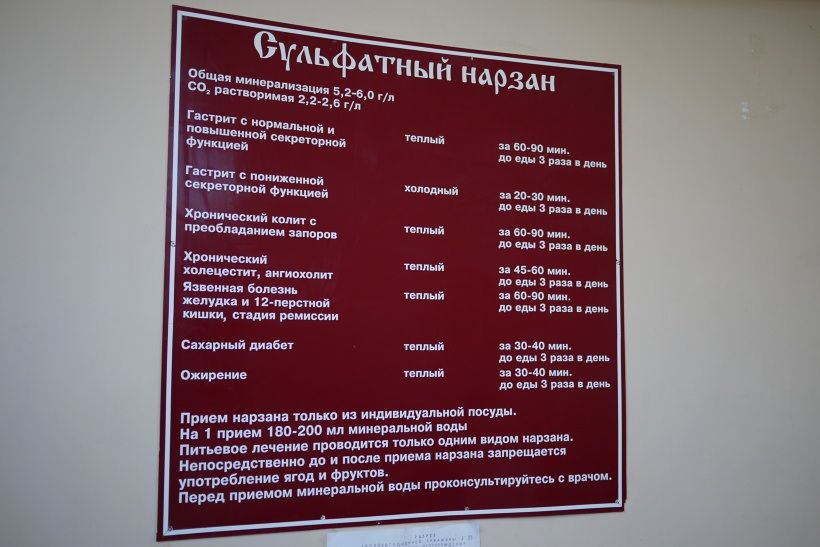 Сульфатный нарзан
Общая минерализация 5,2-6,0 г/л
CO2 растворимая 2,2-2,6 г/л
Гастрит с нормальной и
повышенной секреторной
функцией
теплый
за 60-90 мин.
до еды 3 раза в день
Гастрит с пониженной
секреторной функцией
холодный
за 20-30 мин.
до еды 3 раза в день
Хронический колит с
преобладанием запоров
теплый
за 60-90 мин.
до еды 3 раза в день
Хронический
холецестит, ангиохолит
теплый
за 45-60 мин.
до еды 3 раза в день
Язвенная болезнь
желудка и 12-перстной
кишки, стадия ремиссии
теплый
за 60-90 мин.
до еды 3 раза в день
Сахарный диабет
теплый
за 30-40 мин.
до еды 3 раза в день
Ожирение
теплый
за 30-40 мин.
до еды 3 раза в день
Прием нарзана только из индивидуальной посуды.
На 1 прием 180-200 мл минеральной воды
Питьевое лечение проводится только одним видом нарзана.
Непосредственно до и после приема нарзана запрещается
употребление ягод и фруктов.
Перед приемом минеральной воды проконсультируйтесь с врачом.